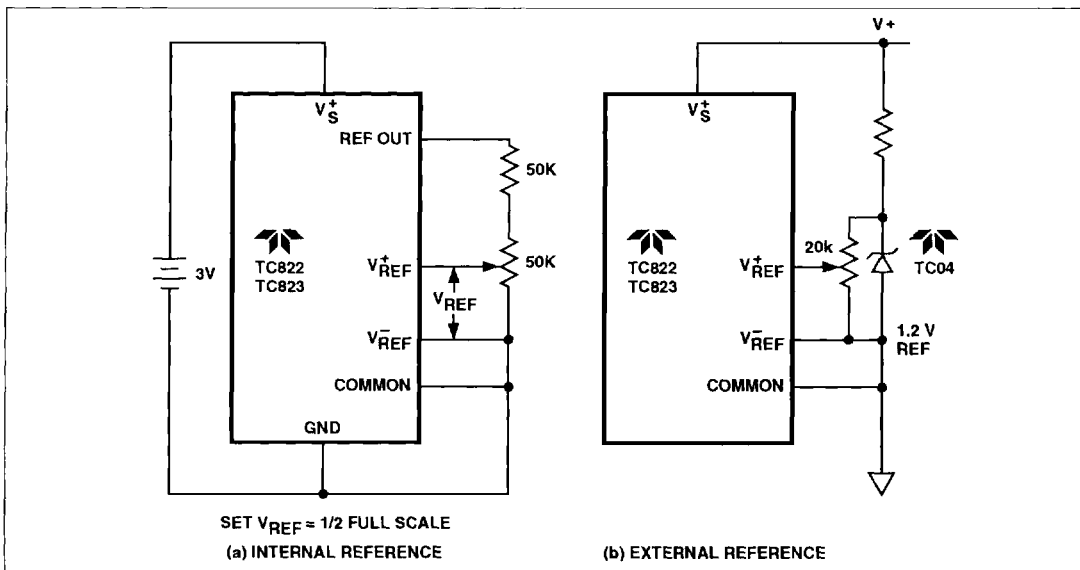 V+S
REF OUT
50K
TC822
TC823
3V
V+REF
50K
VREF
V−REF
COMMON
GND
SET VREF = 1/2 FULL SCALE
(a) INTERNAL REFERENCE
V+
V+S
TC822
TC823
20k
V+REF
TC04
V−REF
1.2 V
REF
COMMON
(b) EXTERNAL REFERENCE